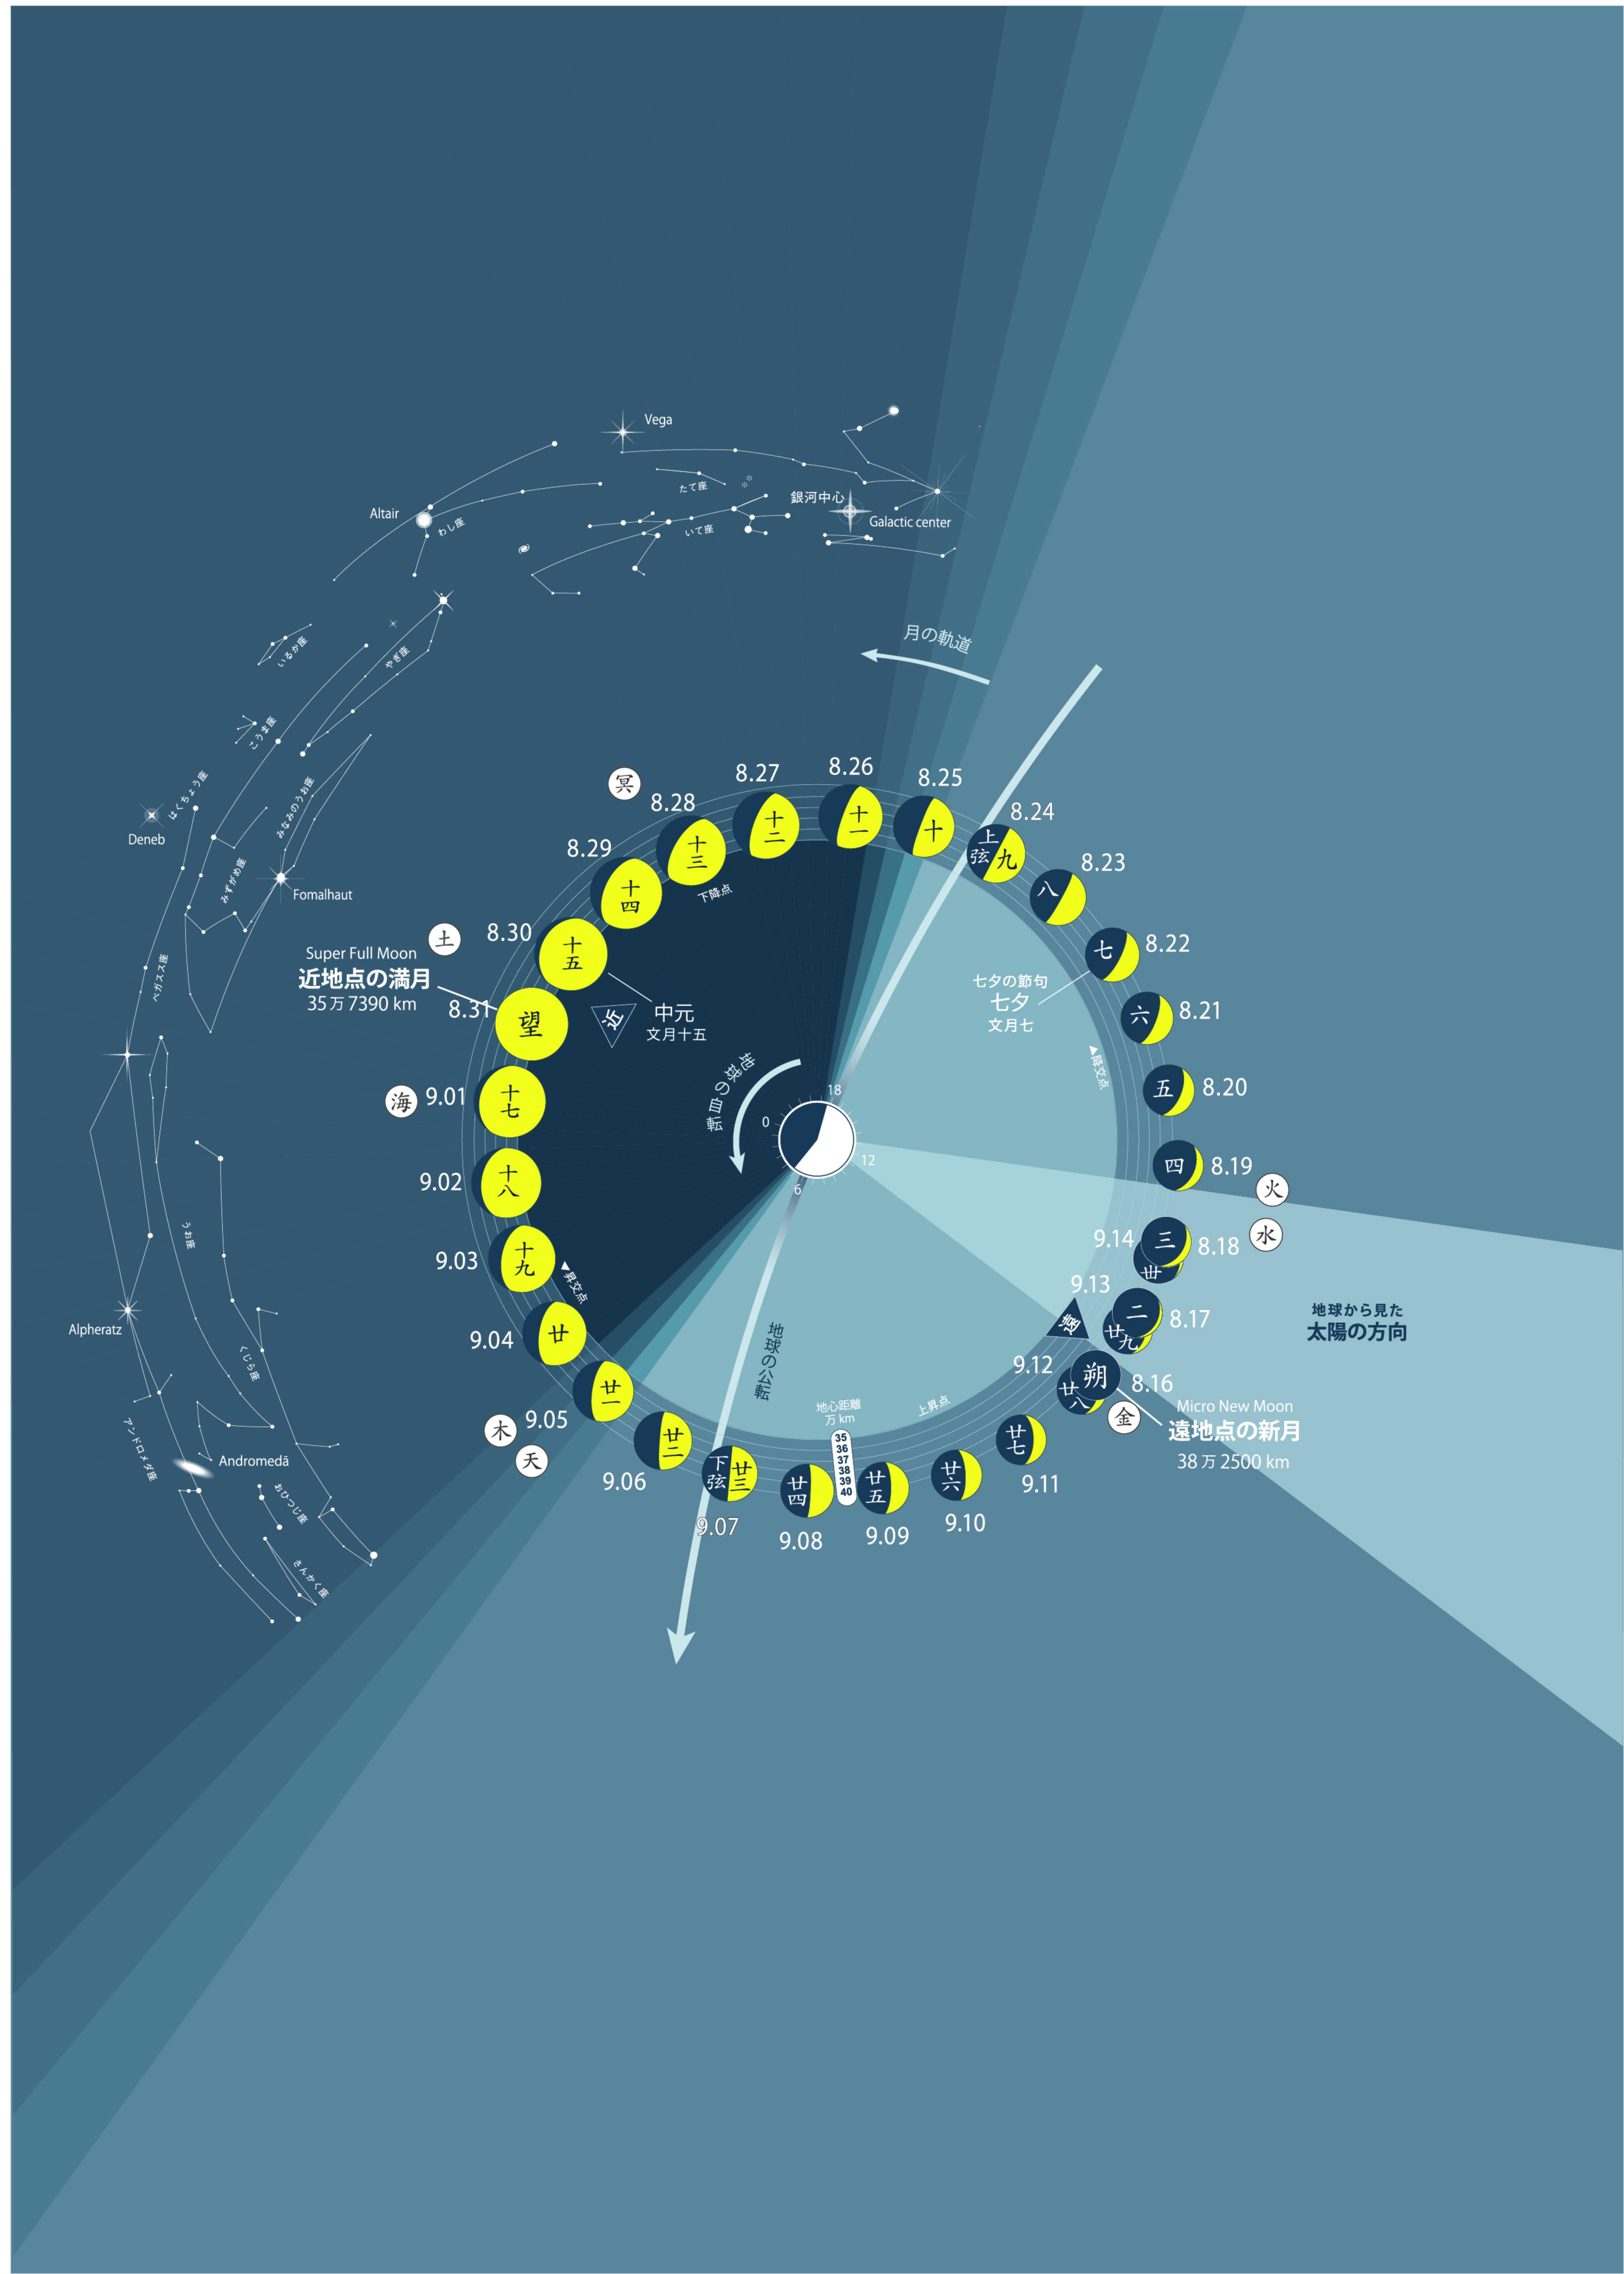 Vega
たて座
銀河中心
Galactic center
いて座
Altair
わし座
いるか座
やぎ座
月の軌道
こうま座
はくちょう座
Deneb
みなみのうお座
みずがめ座
Fomalhaut
ペガスス座
うお座
Alpheratz
くじら座
アンドロメダ座
Andromedā
おひつじ座
さんかく座
冥
8.28
十三
8.27
十二
8.26
十一
8.25
十
8.24
上弦
九
8.23
八
8.22
七
七夕の節句
七夕
文月七
8.21
六
8.20
五
▲降交点
8.19
四
火
水
8.18
三
9.14
卅
8.17
二
9.13
廿九
遠
8.16
朔
9.12
廿八
金
Micro New Moon
遠地点の新月
38万2500 km
地球から見た
太陽の方向
8.29
十四
下降点
8.30
十五
土
Super Full Moon
近地点の満月
35万7390 km
8.31
望
近
中元
文月十五
海
9.01
十七
9.02
十八
9.03
十九
▲昇交点
9.04
廿
9.05
廿一
木
天
9.06
廿二
9.07
下弦
廿三
9.08
廿四
9.09
廿五
9.10
廿六
9.11
廿七
上昇点
地心距離
万 km
35
36
37
38
39
40
地球の自転
地球の公転
18
0
12
6